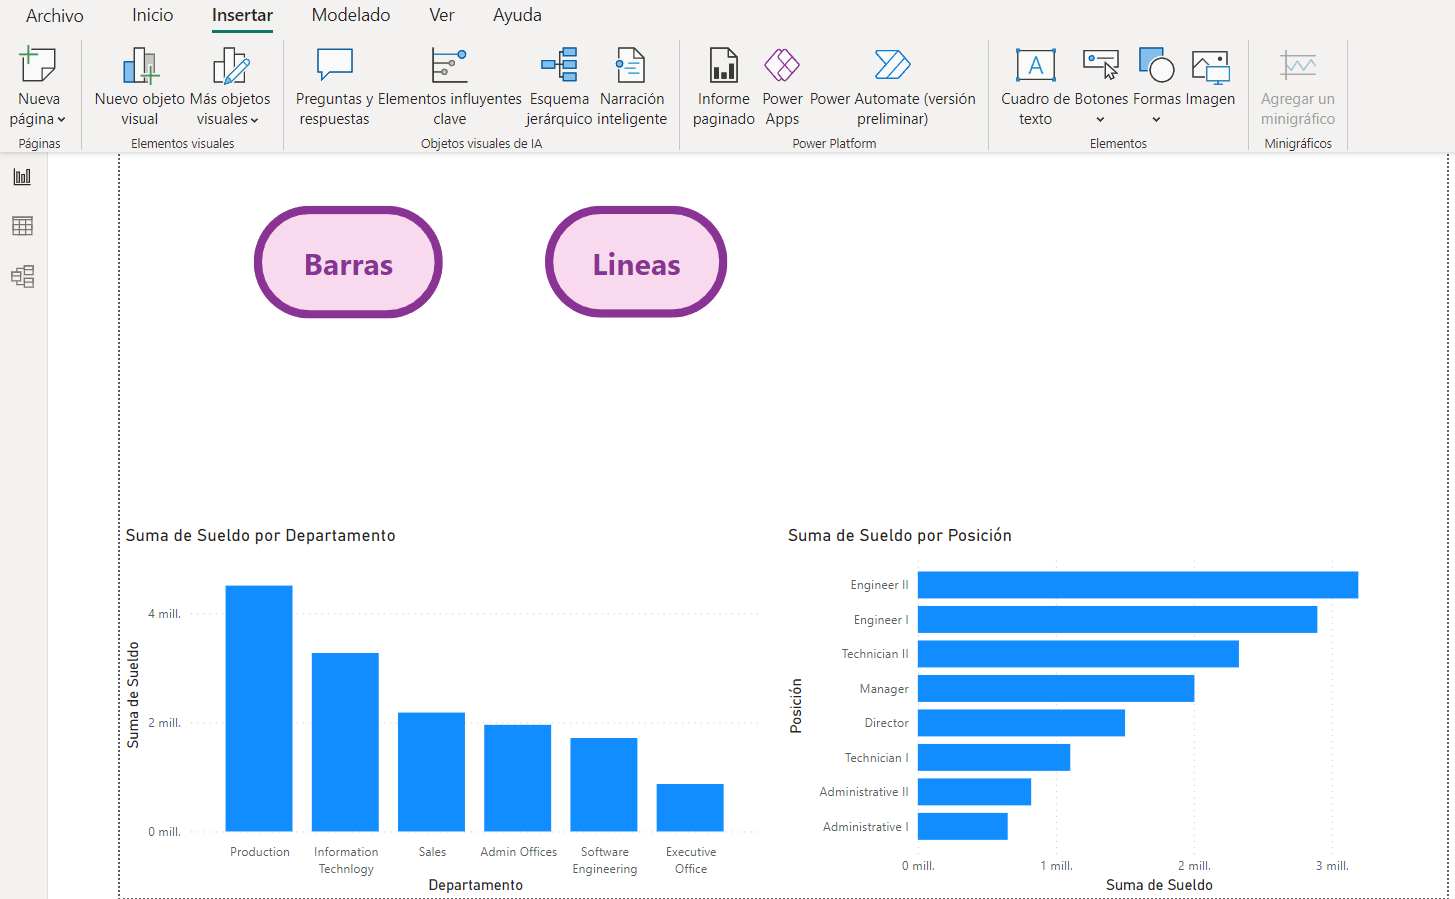 Archivo Inicio Insertar Modelado Ver Ayuda
Nueva página
Nuevo objeto visual
Más objetos visuales
Preguntas y respuestas
Elementos influyentes clave
Esquema jerárquico
Narración inteligente
Informe paginado
Power Apps
Power Automate (versión preliminar)
Cuadro de texto
Botones
Formas
Imagen
Agregar un minigráfico
Páginas
Elementos visuales
Objetos visuales de IA
Power Platform
Elementos
Minigráficos
Barras
Lineas
Suma de Sueldo por Departamento
Suma de Sueldo
4 mill.
2 mill.
0 mill.
Production
Information Technlogy
Sales
Admin Offices
Software Engineering
Executive Office
Departamento
Suma de Sueldo por Posición
Posición
Engineer II
Engineer I
Technician II
Manager
Director
Technician I
Administrative II
Administrative I
0 mill.
1 mill.
2 mill.
3 mill.
Suma de Sueldo